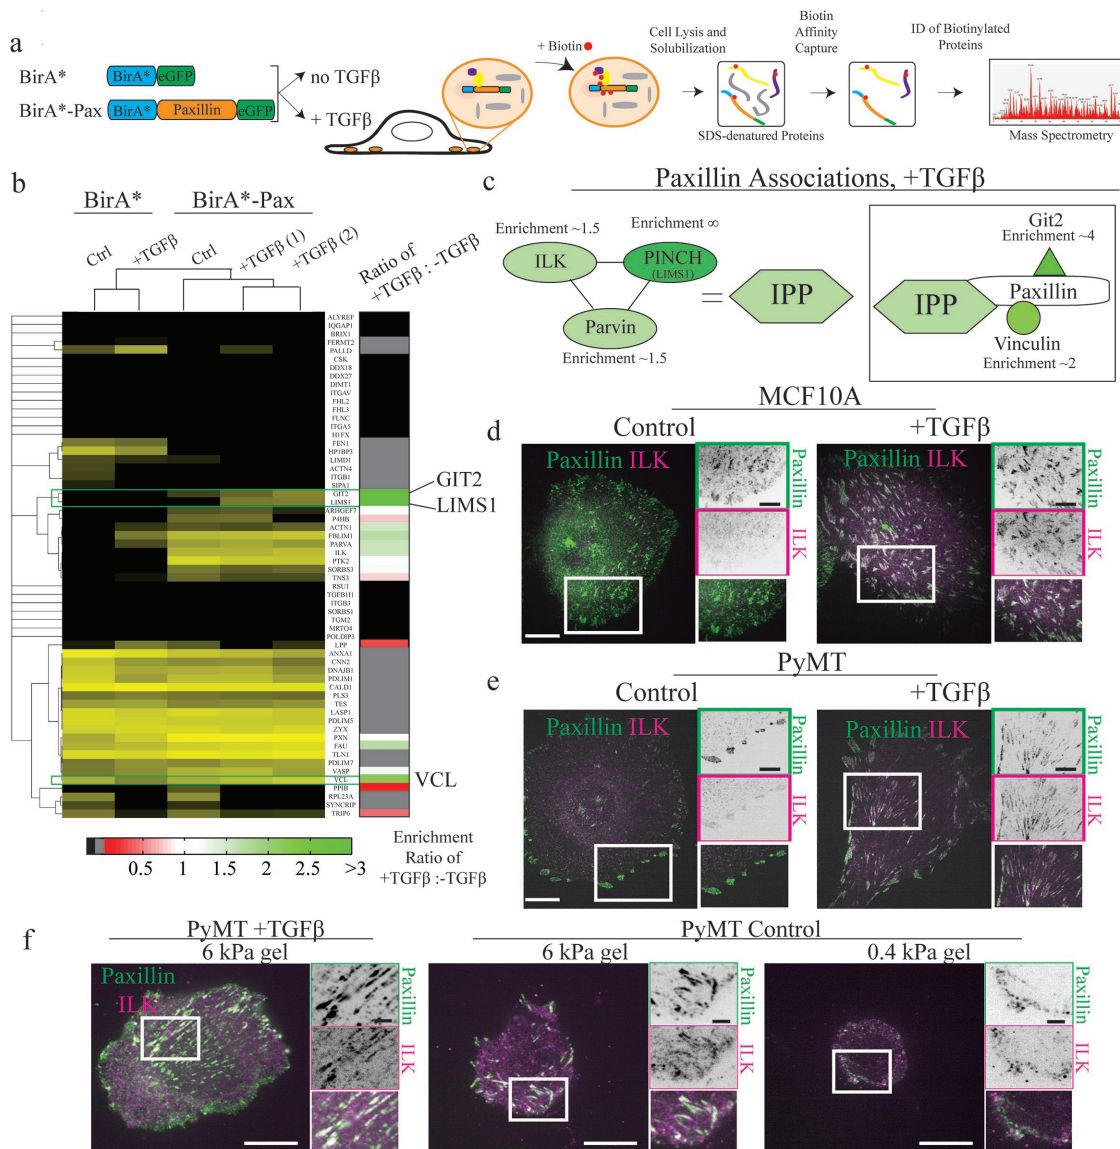 a
BirA*
BirA* eGFP
BirA*-Pax
BirA* Paxillin eGFP
no TGFβ
+ TGFβ
+ Biotin
Cell Lysis and
Solubilization
SDS-denatured Proteins
Biotin
Affinity
Capture
ID of Biotinylated
Proteins
Mass Spectrometry
b
BirA*
BirA*-Pax
Ctrl
+TGFβ
Ctrl
+TGFβ (1)
+TGFβ (2)
Ratio of
+TGFβ : -TGFβ
ALYREF
IQGAP1
BRIX1
FERMT2
PALLD
CSK
DDX18
DDX27
DIMT1
ITGAV
FHL2
FHL3
FLNC
ITGA5
H1FX
FEN1
HP1BP3
LIMD1
ACTN4
ITGB1
SIPA1
GIT2
LIMS1
ARHGEF7
P4HB
ACTN1
FBLIM1
PARVA
ILK
PTK2
SORBS3
TNS3
RSU1
TGFB1I1
ITGB3
SORBS1
TGM2
MRTO4
POLDIP3
LPP
ANXA1
CNN2
DNAJB1
PDLIM1
CALD1
PLS3
TES
LASP1
PDLIM5
ZYX
PXN
FAU
TLN1
PDLIM7
VASP
VCL
PPIB
RPL23A
SYNCRIP
TRIP6
GIT2
LIMS1
VCL
0.5 1 1.5 2 2.5 >3
Enrichment
Ratio of
+TGFβ :-TGFβ
c
Paxillin Associations, +TGFβ
Enrichment ~1.5
Enrichment ∞
ILK
PINCH
(LIMS1)
Parvin
Enrichment ~1.5
=
IPP
Git2
Enrichment ~4
IPP
Paxillin
Vinculin
Enrichment ~2
MCF10A
d
Control
+TGFβ
Paxillin ILK
Paxillin
ILK
Paxillin ILK
Paxillin
ILK
PyMT
e
Control
+TGFβ
Paxillin ILK
Paxillin
ILK
Paxillin ILK
Paxillin
ILK
f
PyMT +TGFβ
6 kPa gel
PyMT Control
6 kPa gel
0.4 kPa gel
Paxillin
ILK
Paxillin
ILK
Paxillin
ILK
Paxillin
ILK